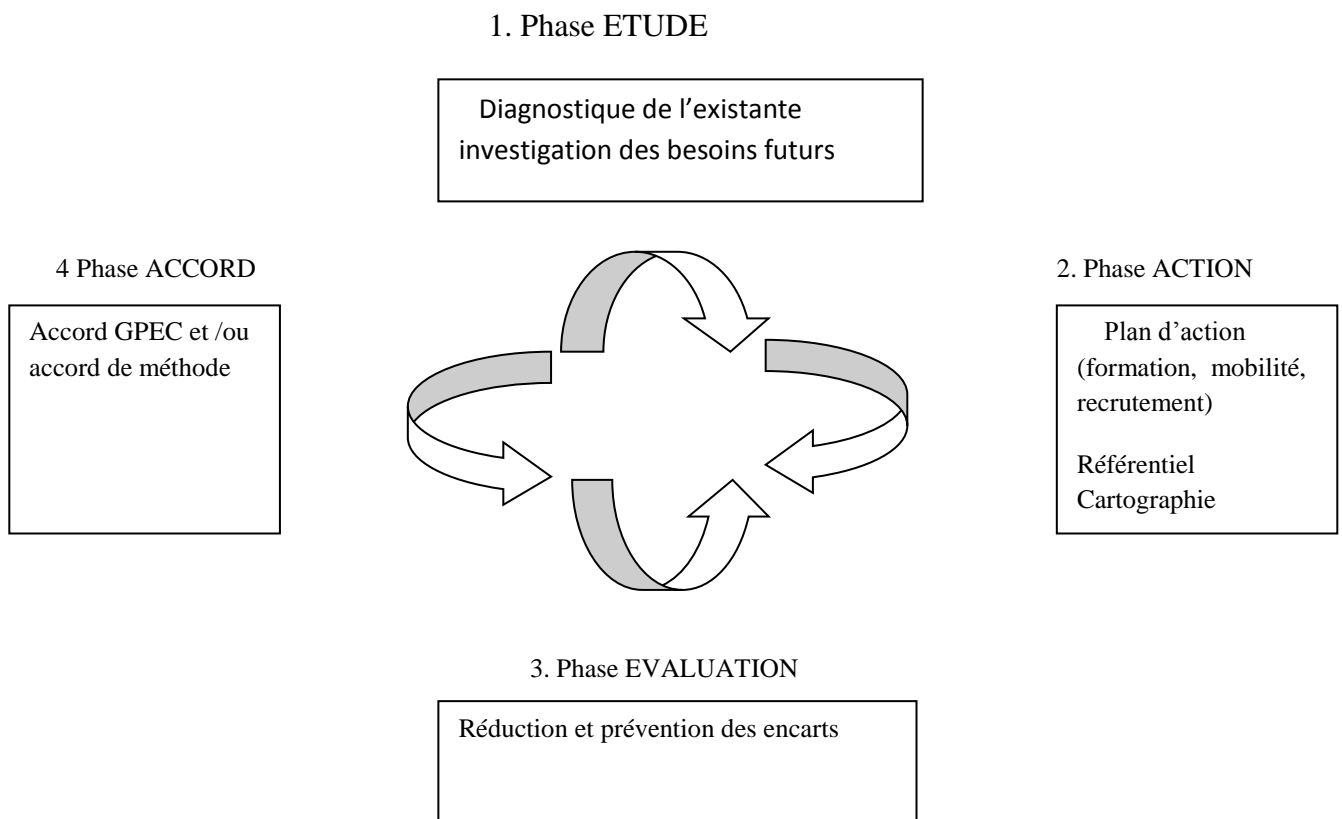 1. Phase ETUDE
Diagnostique de l’existante
investigation des besoins futurs
4 Phase ACCORD
Accord GPEC et /ou
accord de méthode
2. Phase ACTION
Plan d’action
(formation, mobilité,
recrutement)
Référentiel
Cartographie
3. Phase EVALUATION
Réduction et prévention des encarts